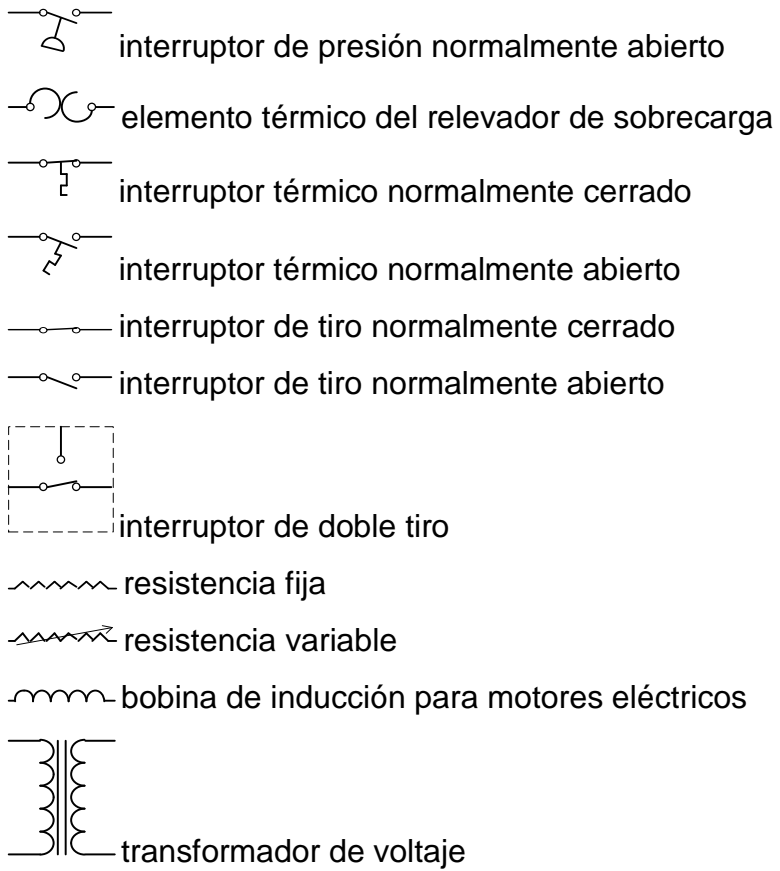 interruptor de presión normalmente abierto
elemento térmico del relevador de sobrecarga
interruptor térmico normalmente cerrado
interruptor térmico normalmente abierto
interruptor de tiro normalmente cerrado
interruptor de tiro normalmente abierto
interruptor de doble tiro
resistencia fija
resistencia variable
bobina de inducción para motores eléctricos
transformador de voltaje